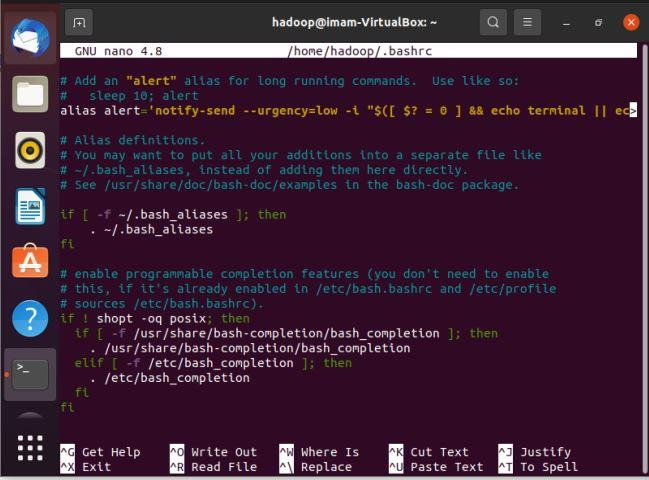 hadoop@imam-VirtualBox: ~
GNU nano 4.8 /home/hadoop/.bashrc
# Add an "alert" alias for long running commands.  Use like so:
#   sleep 10; alert
alias alert='notify-send --urgency=low -i "$([ $? = 0 ] && echo terminal || ec>
# Alias definitions.
# You may want to put all your additions into a separate file like
# ~/.bash_aliases, instead of adding them here directly.
# See /usr/share/doc/bash-doc/examples in the bash-doc package.
if [ -f ~/.bash_aliases ]; then
    . ~/.bash_aliases
fi
# enable programmable completion features (you don't need to enable
# this, if it's already enabled in /etc/bash.bashrc and /etc/profile
# sources /etc/bash.bashrc).
if ! shopt -oq posix; then
  if [ -f /usr/share/bash-completion/bash_completion ]; then
    . /usr/share/bash-completion/bash_completion
  elif [ -f /etc/bash_completion ]; then
    . /etc/bash_completion
  fi
fi
^G Get Help ^O Write Out ^W Where Is ^K Cut Text ^J Justify
^X Exit ^R Read File ^\ Replace ^U Paste Text ^T To Spell